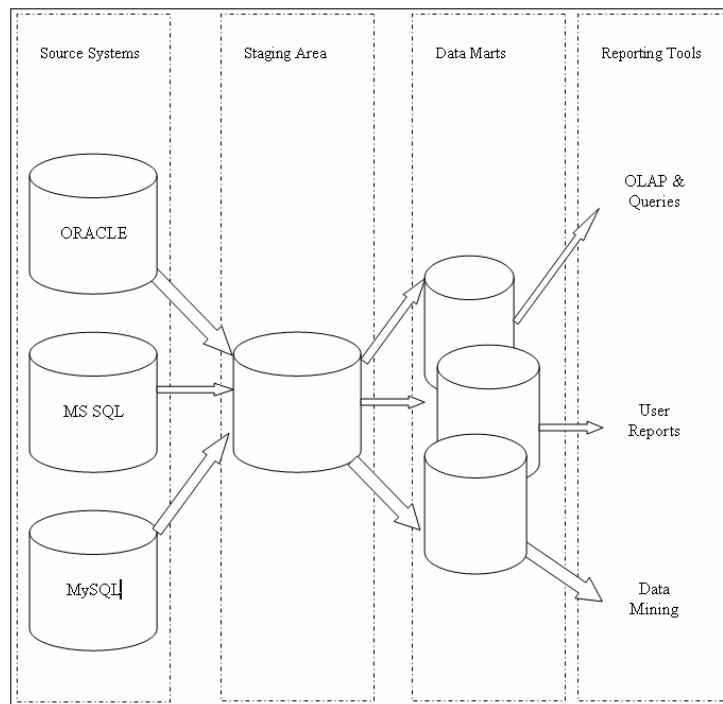 Source Systems
Staging Area
Data Marts
Reporting Tools
ORACLE
MS SQL
MySQL
OLAP &
Queries
User
Reports
Data
Mining